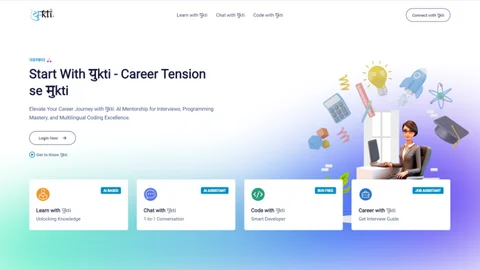 युkti
Learn with युkti
Chat with युkti
Code with युkti
Connect with युkti
नमस्कार 🙏
Start With युkti - Career Tension
se मुkti
Elevate Your Career Journey with युkti: AI Mentorship for Interviews, Programming
Mastery, and Multilingual Coding Excellence.
Login Now →
Get to Know युkti
AI BASED
Learn with युkti
Unlocking Knowledge
AI ASSISTANT
Chat with युkti
1-to-1 Conversation
BUG FREE
Code with युkti
Smart Developer
JOB ASSISTANT
Career with युkti
Get Interview Guide